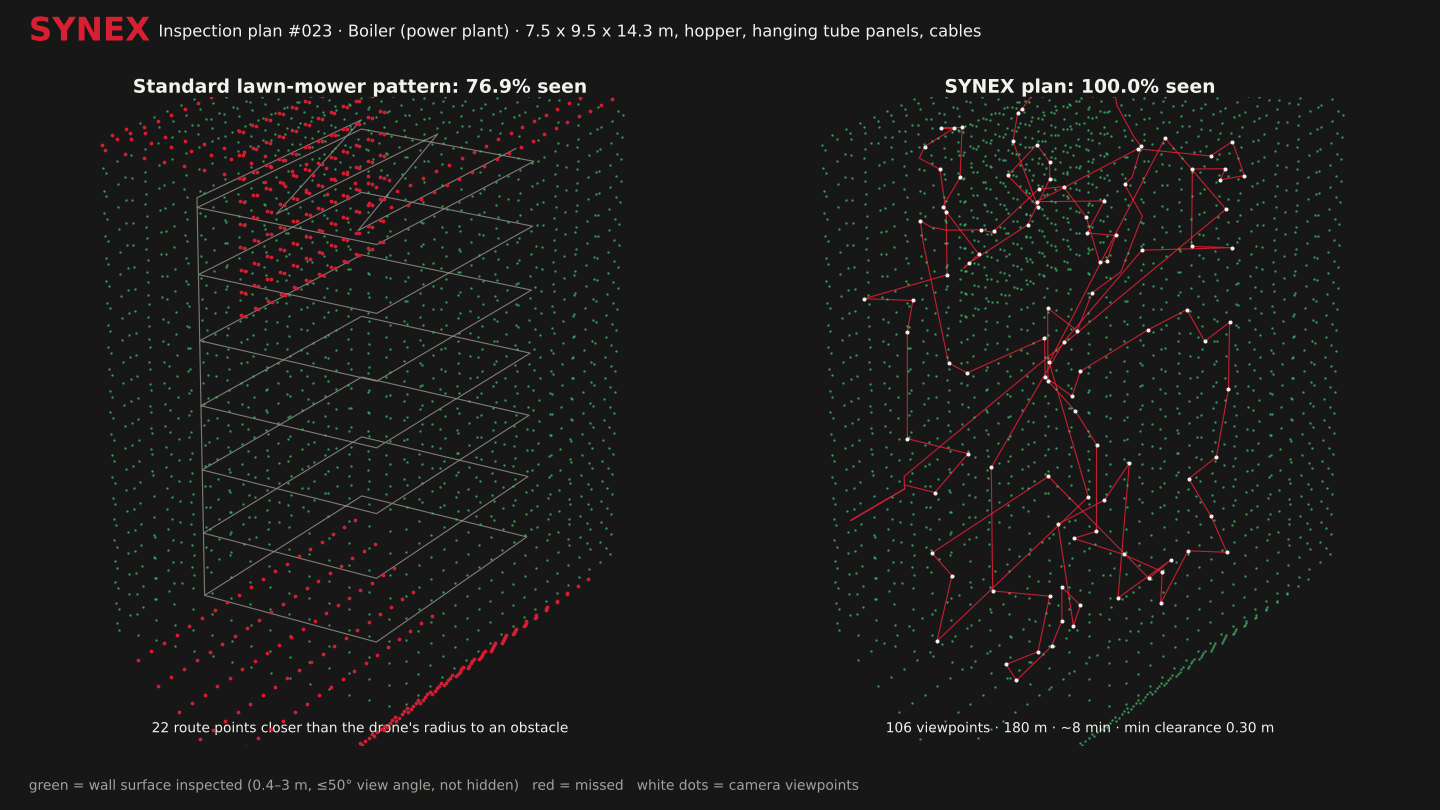 SYNEX Inspection plan #023 · Boiler (power plant) · 7.5 x 9.5 x 14.3 m, hopper, hanging tube panels, cables
Standard lawn-mower pattern: 76.9% seen
SYNEX plan: 100.0% seen
22 route points closer than the drone's radius to an obstacle
106 viewpoints · 180 m · ~8 min · min clearance 0.30 m
green = wall surface inspected (0.4–3 m, ≤50° view angle, not hidden)   red = missed   white dots = camera viewpoints